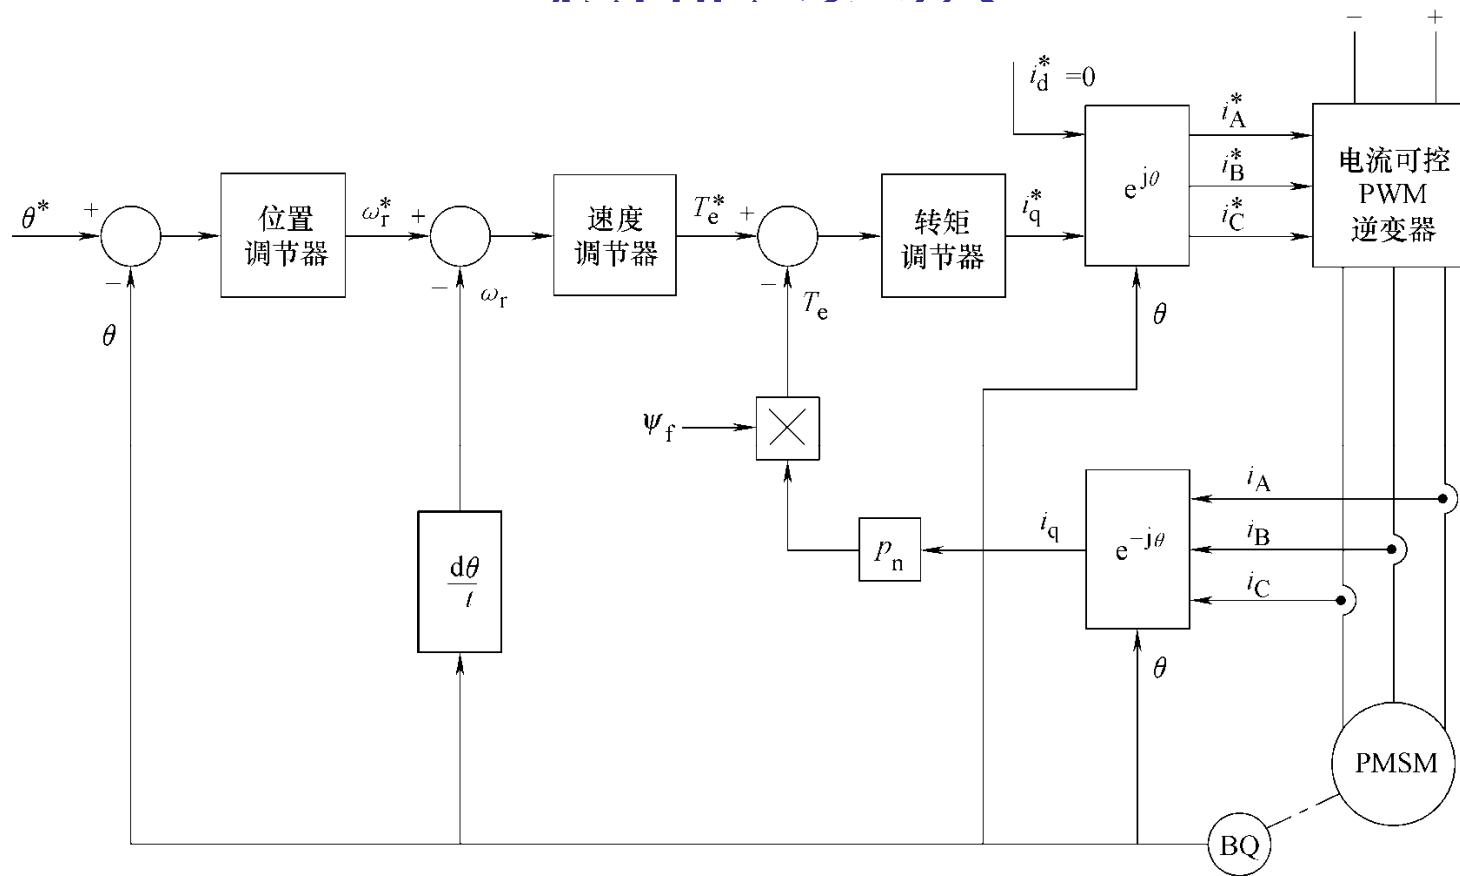 − +
i*d =0
i*A
i*B
i*C
电流可控
PWM
逆变器
e^jθ
θ* +
−
θ
位置
调节器
ω*r +
−
ωr
速度
调节器
T*e +
−
Te
转矩
调节器
i*q
θ
ψf
iA
iB
iC
e^−jθ
iq
pn
dθ
t
θ
PMSM
BQ